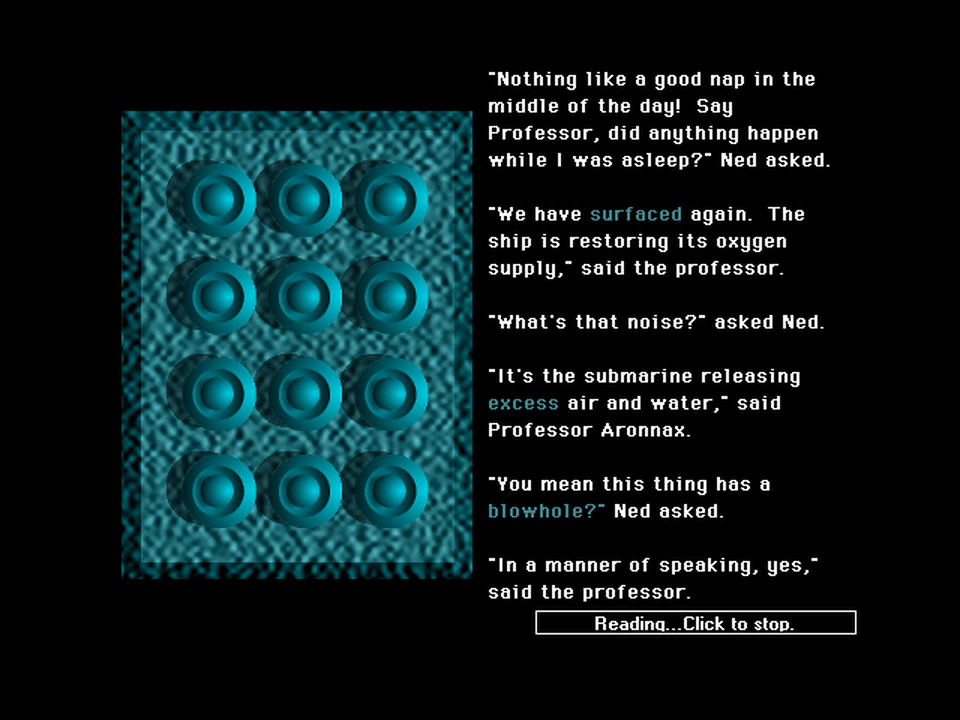 "Nothing like a good nap in the
middle of the day!  Say
Professor, did anything happen
while I was asleep?" Ned asked.
"We have surfaced again.  The
ship is restoring its oxygen
supply," said the professor.
"What's that noise?" asked Ned.
"It's the submarine releasing
excess air and water," said
Professor Aronnax.
"You mean this thing has a
blowhole?" Ned asked.
"In a manner of speaking, yes,"
said the professor.
Reading...Click to stop.